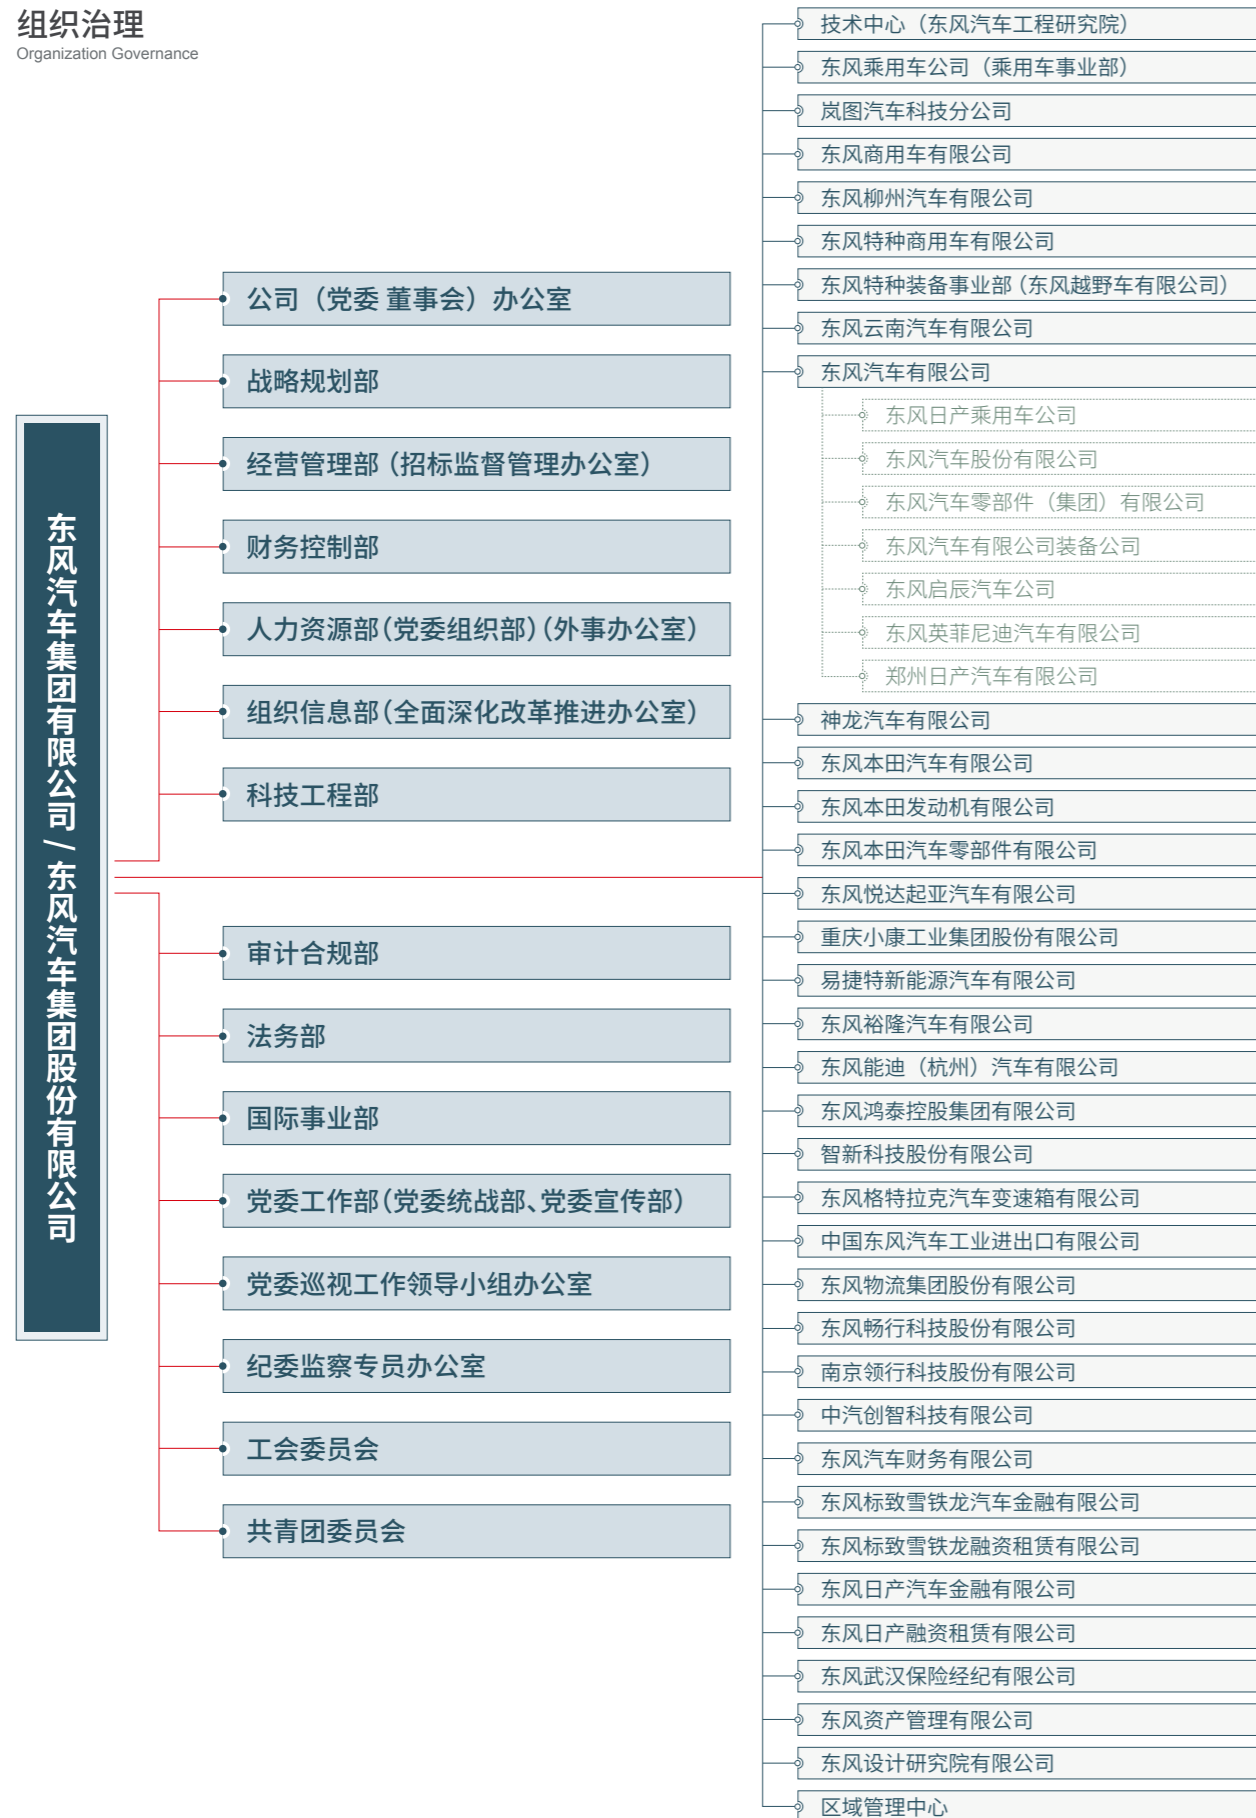 组织治理
Organization Governance
东风汽车集团有限公司 / 东风汽车集团股份有限公司
公司（党委 董事会）办公室
战略规划部
经营管理部（招标监督管理办公室）
财务控制部
人力资源部（党委组织部）（外事办公室）
组织信息部（全面深化改革推进办公室）
科技工程部
审计合规部
法务部
国际事业部
党委工作部（党委统战部、党委宣传部）
党委巡视工作领导小组办公室
纪委监察专员办公室
工会委员会
共青团委员会
技术中心（东风汽车工程研究院）
东风乘用车公司（乘用车事业部）
岚图汽车科技分公司
东风商用车有限公司
东风柳州汽车有限公司
东风特种商用车有限公司
东风特种装备事业部（东风越野车有限公司）
东风云南汽车有限公司
东风汽车有限公司
东风日产乘用车公司
东风汽车股份有限公司
东风汽车零部件（集团）有限公司
东风汽车有限公司装备公司
东风启辰汽车公司
东风英菲尼迪汽车有限公司
郑州日产汽车有限公司
神龙汽车有限公司
东风本田汽车有限公司
东风本田发动机有限公司
东风本田汽车零部件有限公司
东风悦达起亚汽车有限公司
重庆小康工业集团股份有限公司
易捷特新能源汽车有限公司
东风裕隆汽车有限公司
东风能迪（杭州）汽车有限公司
东风鸿泰控股集团有限公司
智新科技股份有限公司
东风格特拉克汽车变速箱有限公司
中国东风汽车工业进出口有限公司
东风物流集团股份有限公司
东风畅行科技股份有限公司
南京领行科技股份有限公司
中汽创智科技有限公司
东风汽车财务有限公司
东风标致雪铁龙汽车金融有限公司
东风标致雪铁龙融资租赁有限公司
东风日产汽车金融有限公司
东风日产融资租赁有限公司
东风武汉保险经纪有限公司
东风资产管理有限公司
东风设计研究院有限公司
区域管理中心